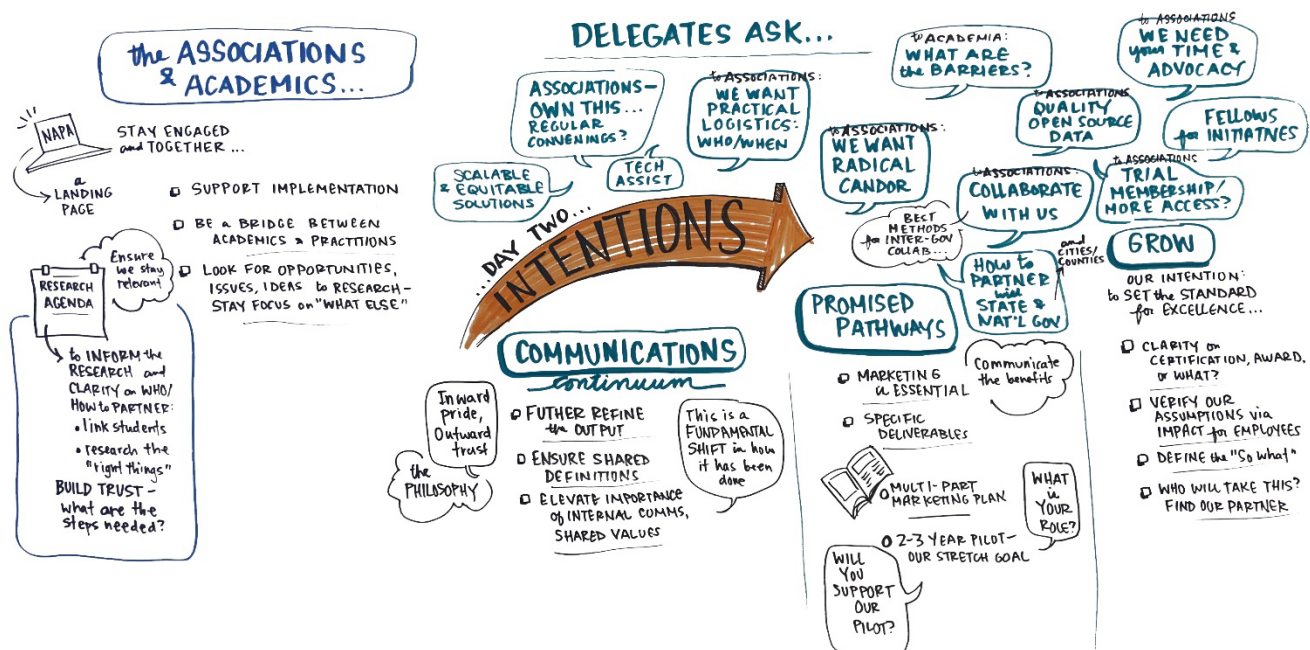 the ASSOCIATIONS
& ACADEMICS...
NAPA
STAY ENGAGED
and TOGETHER...
a
LANDING
PAGE
SUPPORT IMPLEMENTATION
BE a BRIDGE BETWEEN
ACADEMICS & PRACTITIONS
LOOK FOR OPPORTUNITIES,
ISSUES, IDEAS to RESEARCH-
STAY FOCUS on "WHAT ELSE"
Ensure
we stay
relevant
RESEARCH
AGENDA
to INFORM the
RESEARCH and
CLARITY on WHO/
HOW to PARTNER:
• link students
• research the
"right things"
BUILD TRUST-
what are the
steps needed?
DELEGATES ASK...
ASSOCIATIONS-
OWN THIS...
REGULAR
CONVENINGS?
SCALABLE
& EQUITABLE
SOLUTIONS
TECH
ASSIST
to ASSOCIATIONS:
WE WANT
PRACTICAL
LOGISTICS:
WHO/WHEN
to ASSOCIATIONS:
WE WANT
RADICAL
CANDOR
to ACADEMIA:
WHAT ARE
the BARRIERS?
to ASSOCIATIONS
WE NEED
your TIME &
ADVOCACY
to ASSOCIATIONS
QUALITY
OPEN SOURCE
DATA
FELLOWS
for INITIATIVES
to ASSOCIATIONS:
COLLABORATE
WITH US
to ASSOCIATIONS
TRIAL
MEMBERSHIP/
MORE ACCESS?
BEST
METHODS
for INTER-GOV
COLLAB...
HOW to
PARTNER
with
STATE &
NAT'L GOV
and
CITIES/
COUNTIES
...DAY TWO...
INTENTIONS
COMMUNICATIONS
continuum
Inward
pride,
Outward
trust
the
PHILOSOPHY
FUTHER REFINE
the OUTPUT
ENSURE SHARED
DEFINITIONS
ELEVATE IMPORTANCE
of INTERNAL COMMS,
SHARED VALUES
This is a
FUNDAMENTAL
SHIFT in how
it has been
done
PROMISED
PATHWAYS
Communicate
the benefits
MARKETING
is ESSENTIAL
SPECIFIC
DELIVERABLES
MULTI-PART
MARKETING PLAN
2-3 YEAR PILOT-
OUR STRETCH GOAL
WHAT
is
YOUR
ROLE?
WILL
YOU
SUPPORT
OUR
PILOT?
GROW
OUR INTENTION:
to SET the STANDARD
for EXCELLENCE...
CLARITY on
CERTIFICATION, AWARD,
or WHAT?
VERIFY OUR
ASSUMPTIONS via
IMPACT for EMPLOYEES
DEFINE the "So what"
WHO WILL TAKE THIS?
FIND OUR PARTNER